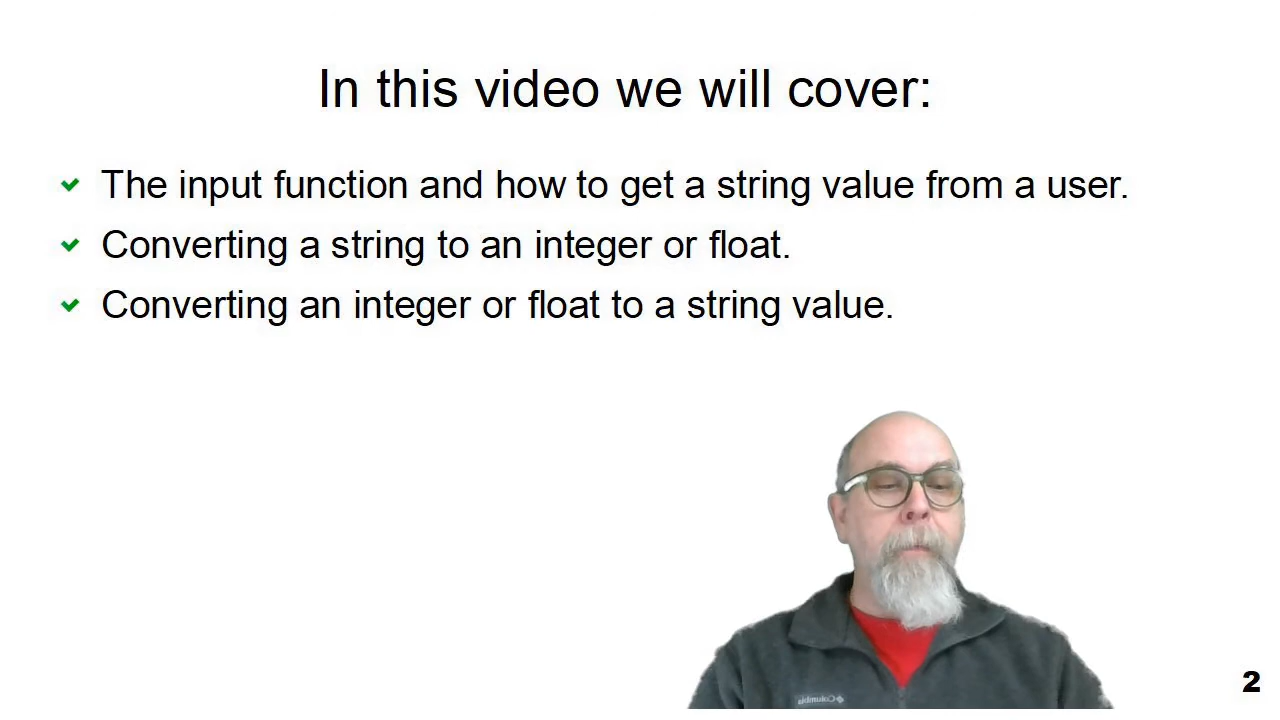 In this video we will cover:
The input function and how to get a string value from a user.
Converting a string to an integer or float.
Converting an integer or float to a string value.
Columbia
2